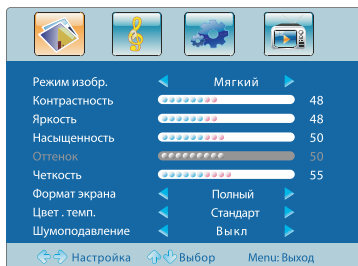 Режим изобр. Мягкий
Контрастность 48
Яркость 48
Насыщенность 50
Оттенок 50
Четкость 55
Формат экрана Полный
Цвет . темп. Стандарт
Шумоподавление Выкл
Настройка Выбор Menu: Выход